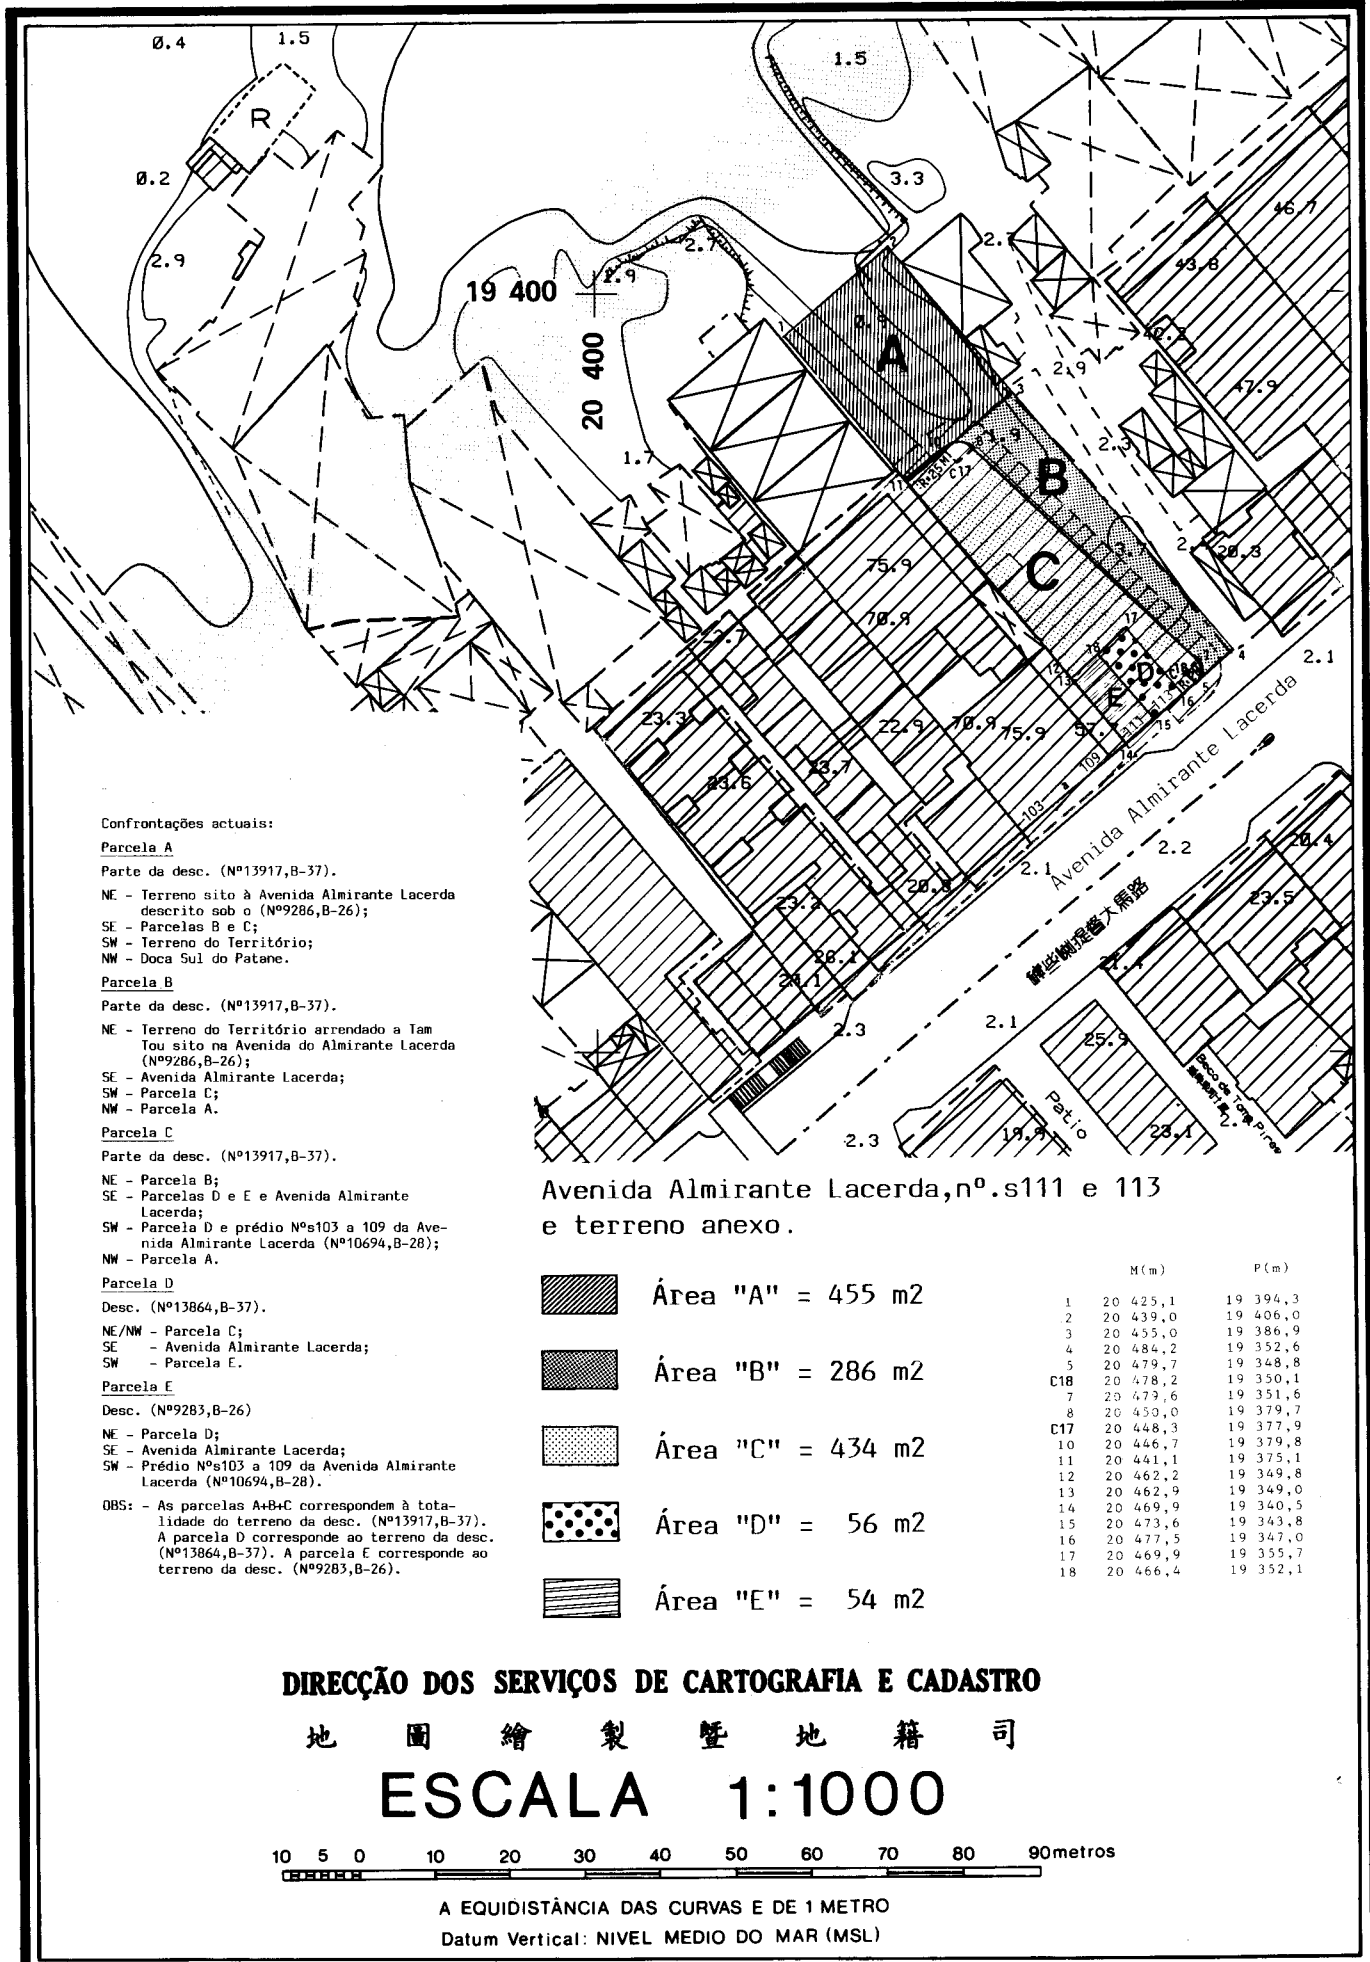 0.4
1.5
1.5
R
0.2
3.3
2.9
2.7
2.7
46.7
43.8
19 400
1.9
20 400
A
2.9
47.9
1.9
2.3
1.7
B
C17
3.7
20.3
C
75.9
70.9
2.7
17
4
2.1
D
E
12
13
23.3
22.9
70.9
75.9
23.7
109
103
14
15
16
Avenida Almirante Lacerda
2.2
2.1
20.4
23.5
20.8
23.2
26.1
21.4
2.3
2.1
25.9
Beco de Tomé Pires
Patio
2.3
19.9
23.1
Confrontações actuais:
Parcela A
Parte da desc. (Nº13917,B-37).
NE - Terreno sito à Avenida Almirante Lacerda
descrito sob o (Nº9286,B-26);
SE - Parcelas B e C;
SW - Terreno do Território;
NW - Doca Sul do Patane.
Parcela B
Parte da desc. (Nº13917,B-37).
NE - Terreno do Território arrendado a Tam
Tou sito na Avenida do Almirante Lacerda
(Nº9286,B-26);
SE - Avenida Almirante Lacerda;
SW - Parcela C;
NW - Parcela A.
Parcela C
Parte da desc. (Nº13917,B-37).
NE - Parcela B;
SE - Parcelas D e E e Avenida Almirante
Lacerda;
SW - Parcela D e prédio Nºs103 a 109 da Ave-
nida Almirante Lacerda (Nº10694,B-28);
NW - Parcela A.
Parcela D
Desc. (Nº13864,B-37).
NE/NW - Parcela C;
SE - Avenida Almirante Lacerda;
SW - Parcela E.
Parcela E
Desc. (Nº9283,B-26)
NE - Parcela D;
SE - Avenida Almirante Lacerda;
SW - Prédio Nºs103 a 109 da Avenida Almirante
Lacerda (Nº10694,B-28).
OBS: - As parcelas A+B+C correspondem à tota-
lidade do terreno da desc. (Nº13917,B-37).
A parcela D corresponde ao terreno da desc.
(Nº13864,B-37). A parcela E corresponde ao
terreno da desc. (Nº9283,B-26).
Avenida Almirante Lacerda,nº.s111 e 113
e terreno anexo.
Área "A" = 455 m2
Área "B" = 286 m2
Área "C" = 434 m2
Área "D" = 56 m2
Área "E" = 54 m2
M(m) P(m)
1 20 425,1 19 394,3
2 20 439,0 19 406,0
3 20 455,0 19 386,9
4 20 484,2 19 352,6
5 20 479,7 19 348,8
C18 20 478,2 19 350,1
7 20 479,6 19 351,6
8 20 450,0 19 379,7
C17 20 448,3 19 377,9
10 20 446,7 19 379,8
11 20 441,1 19 375,1
12 20 462,2 19 349,8
13 20 462,9 19 349,0
14 20 469,9 19 340,5
15 20 473,6 19 343,8
16 20 477,5 19 347,0
17 20 469,9 19 355,7
18 20 466,4 19 352,1
DIRECÇÃO DOS SERVIÇOS DE CARTOGRAFIA E CADASTRO
地圖繪製暨地籍司
ESCALA 1:1000
10 5 0 10 20 30 40 50 60 70 80 90metros
A EQUIDISTÂNCIA DAS CURVAS E DE 1 METRO
Datum Vertical: NIVEL MEDIO DO MAR (MSL)